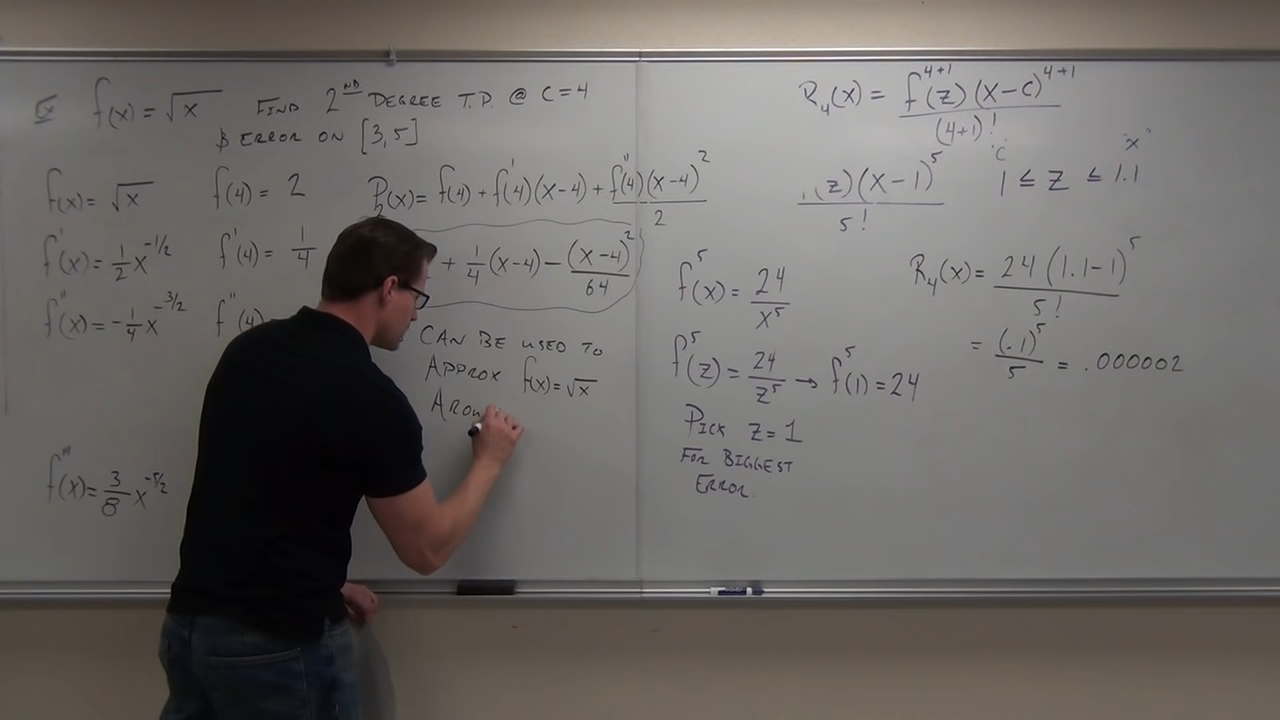 Ex f(x) = √x FIND 2ND DEGREE T.P. @ C=4
& ERROR ON [3,5]
f(x) = √x f(4) = 2 P₂(x) = f(4) + f'(4)(x-4) + f''(4)(x-4)²/2
f'(x) = 1/2 x^(-1/2) f'(4) = 1/4 + 1/4(x-4) - (x-4)²/64
f''(x) = -1/4 x^(-3/2) f''(4)
CAN BE USED TO
APPROX f(x) = √x
f'''(x) = 3/8 x^(-5/2)
R₄(x) = f^(4+1)(z)(x-c)^(4+1)/(4+1)!
z)(x-1)⁵/5!
"C" "x"
1 ≤ z ≤ 1.1
f⁵(x) = 24/x⁵
f⁵(z) = 24/z⁵ → f⁵(1) = 24
PICK z=1
FOR BIGGEST
ERROR.
R₄(x) = 24(1.1-1)⁵/5!
= (.1)⁵/5 = .000002